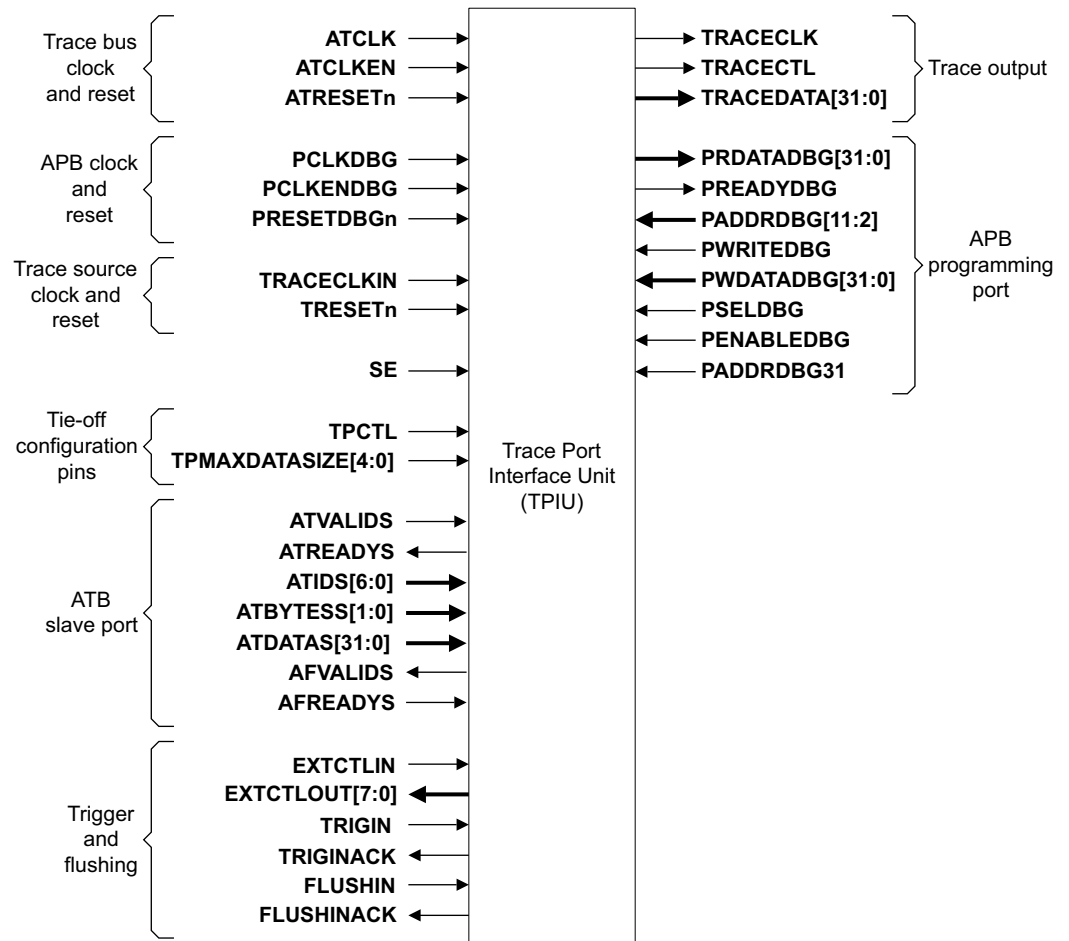 Trace bus
clock
and reset
ATCLK
ATCLKEN
ATRESETn
APB clock
and
reset
PCLKDBG
PCLKENDBG
PRESETDBGn
Trace source
clock and
reset
TRACECLKIN
TRESETn
SE
Tie-off
configuration
pins
TPCTL
TPMAXDATASIZE[4:0]
ATB
slave port
ATVALIDS
ATREADYS
ATIDS[6:0]
ATBYTESS[1:0]
ATDATAS[31:0]
AFVALIDS
AFREADYS
Trigger
and
flushing
EXTCTLIN
EXTCTLOUT[7:0]
TRIGIN
TRIGINACK
FLUSHIN
FLUSHINACK
Trace Port
Interface Unit
(TPIU)
TRACECLK
TRACECTL
TRACEDATA[31:0]
Trace output
PRDATADBG[31:0]
PREADYDBG
PADDRDBG[11:2]
PWRITEDBG
PWDATADBG[31:0]
PSELDBG
PENABLEDBG
PADDRDBG31
APB
programming
port